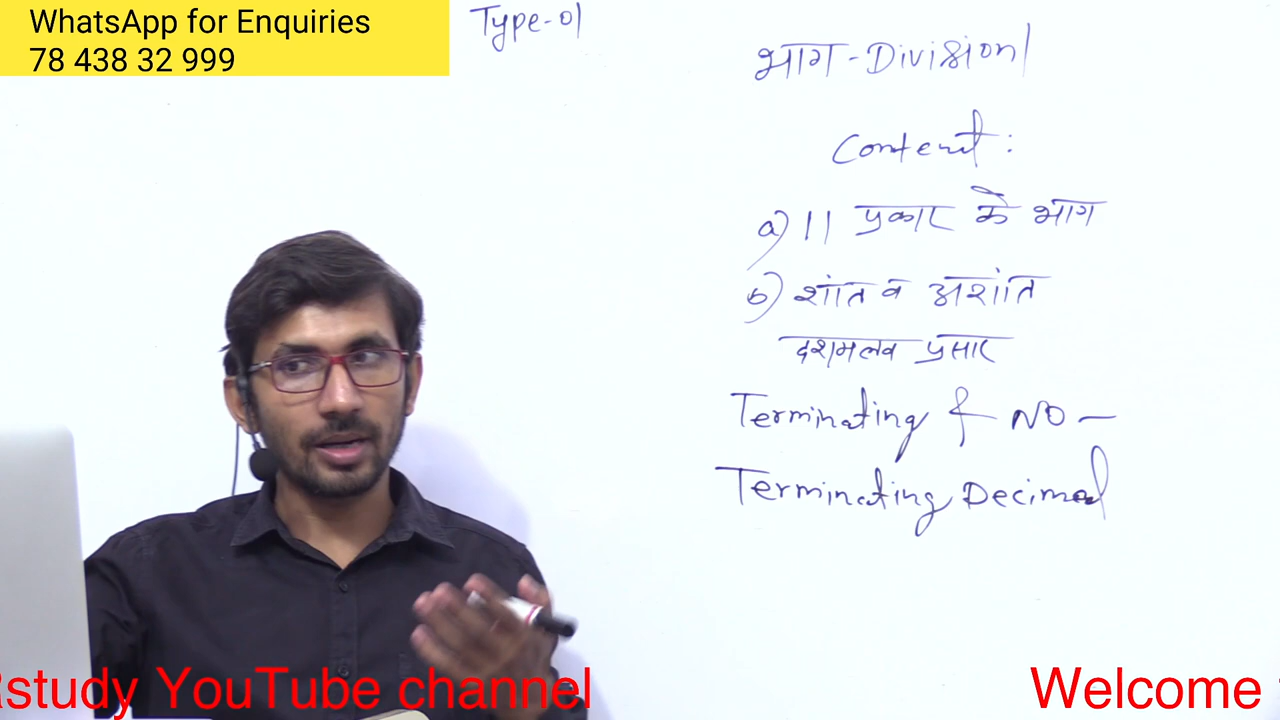 WhatsApp for Enquiries
78 438 32 999
Type-01
भाग - Division
Content :
a) 11 प्रकार के भाग
b) शांत व अशांत
दशमलव प्रसार
Terminating & NO -
Terminating Decimal
study YouTube channel
Welcome